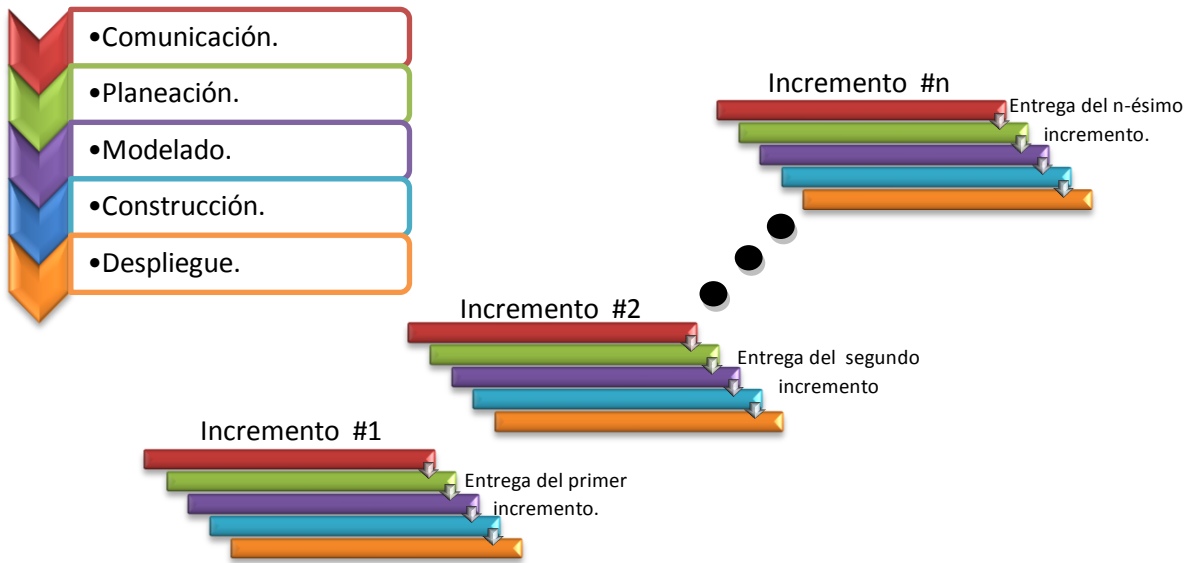 •Comunicación.
•Planeación.
•Modelado.
•Construcción.
•Despliegue.
Incremento #n
Entrega del n-ésimo
incremento.
Incremento #2
Entrega del segundo
incremento
Incremento #1
Entrega del primer
incremento.